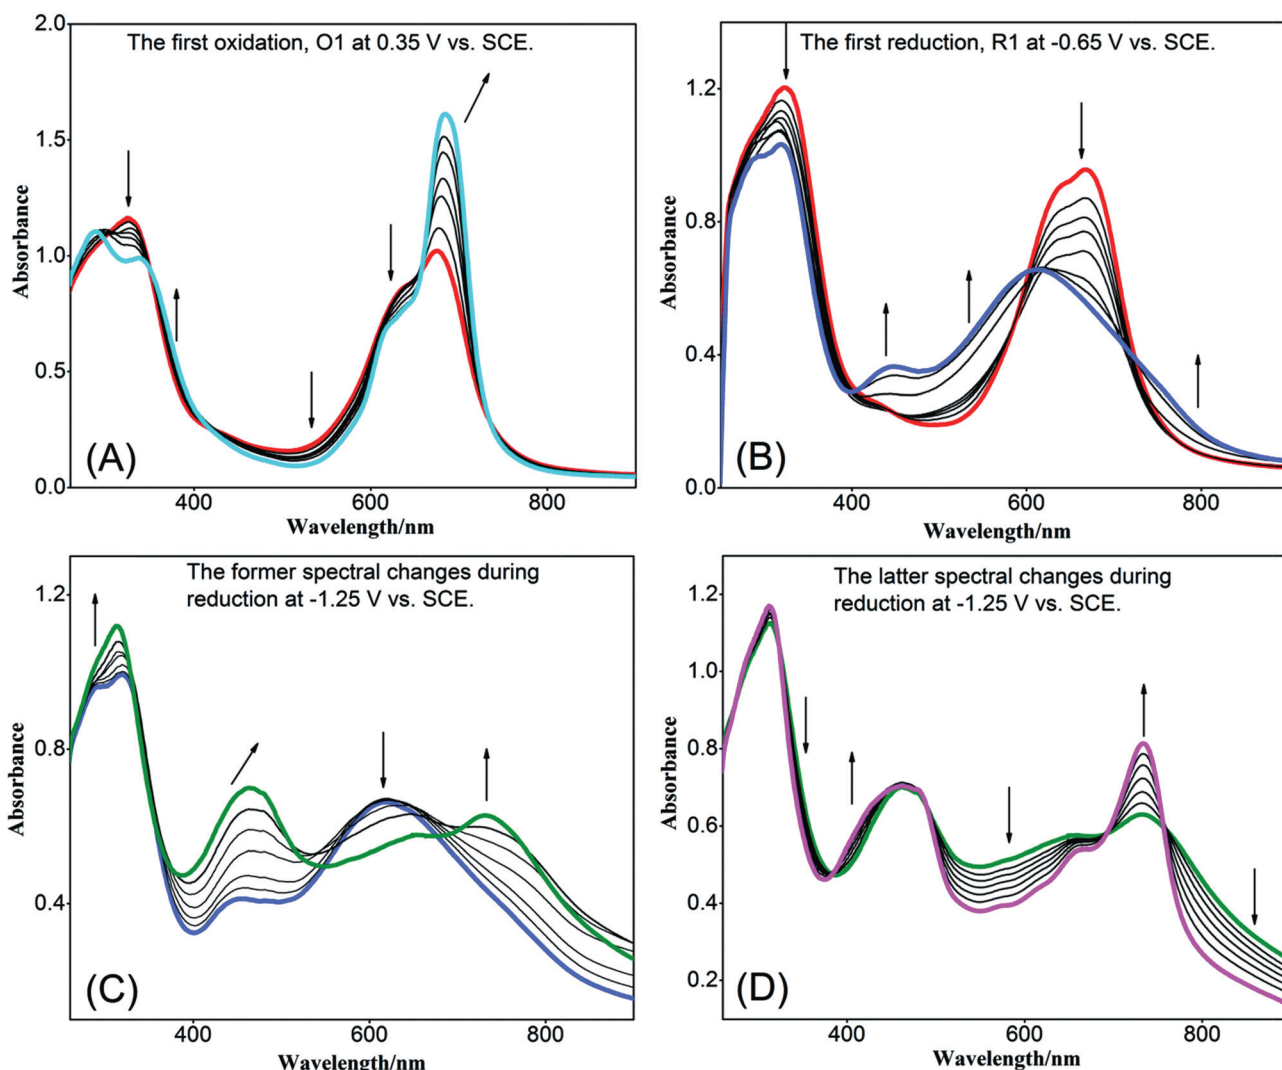 The first oxidation, O1 at 0.35 V vs. SCE.
2.0
1.5
1.0
0.5
0.0
Absorbance
(A)
400
600
800
Wavelength/nm
The first reduction, R1 at -0.65 V vs. SCE.
1.2
0.8
0.4
0.0
Absorbance
(B)
400
600
800
Wavelength/nm
The former spectral changes during
reduction at -1.25 V vs. SCE.
1.2
0.8
0.4
Absorbance
(C)
400
600
800
Wavelength/nm
The latter spectral changes during
reduction at -1.25 V vs. SCE.
1.2
1.0
0.8
0.6
0.4
0.2
Absorbance
(D)
400
600
800
Wavelength/nm